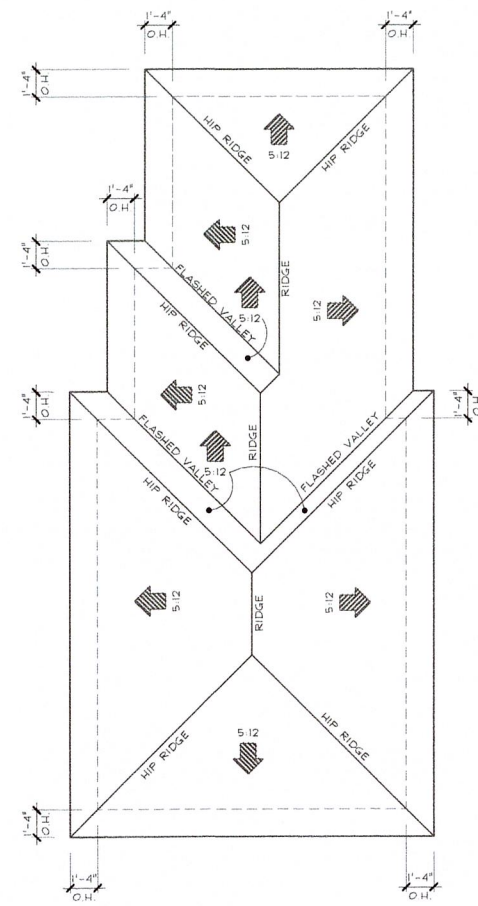 1'-4"
O.H.
1'-4"
O.H.
1'-4"
O.H.
HIP RIDGE
5:12
HIP RIDGE
1'-4"
O.H
5:12
1'-4"
O.H.
FLASHED VALLEY
HIP RIDGE
5:12
RIDGE
5:12
5:12
1'-4"
O.H.
1'-4"
O.H.
FLASHED VALLEY
HIP RIDGE
5:12
RIDGE
FLASHED VALLEY
HIP RIDGE
5:12
RIDGE
5:12
HIP RIDGE
5:12
HIP RIDGE
1'-4"
O.H.
1'-4"
O.H.
1'-4"
O.H.